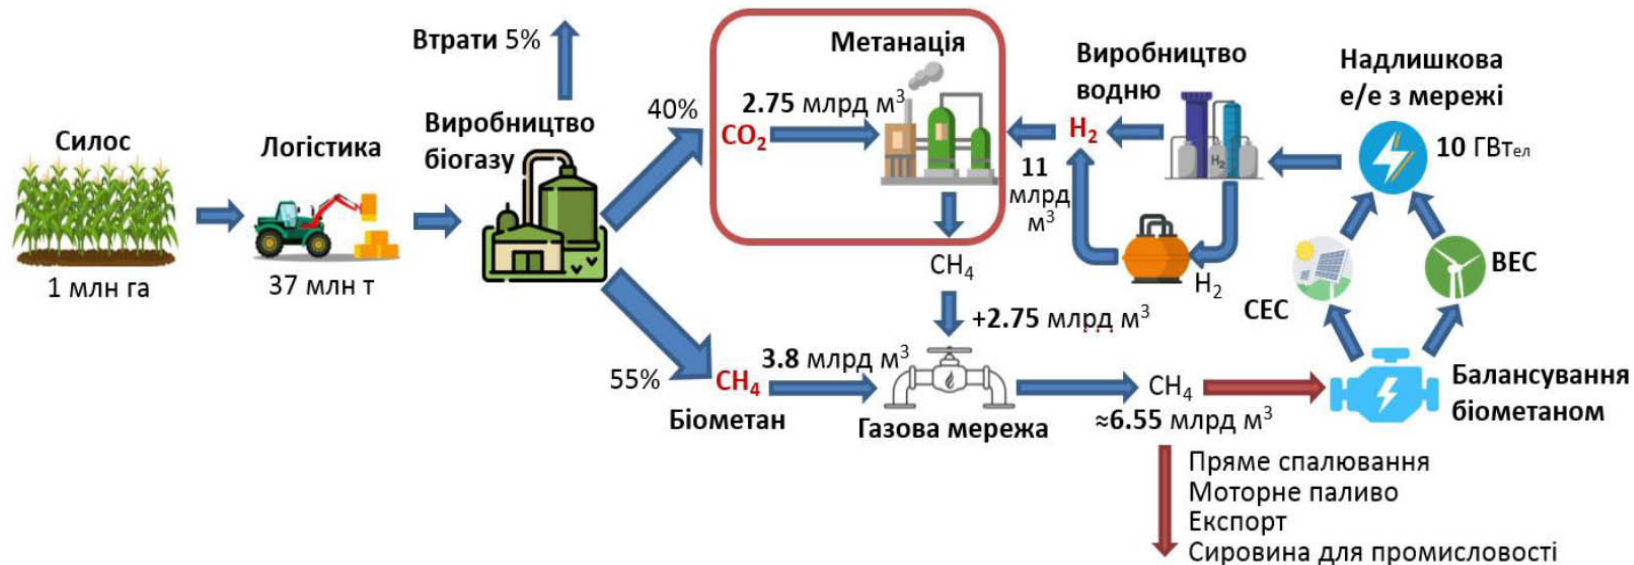 Силос
1 млн га
Логістика
37 млн т
Втрати 5%
Виробництво
біогазу
40%
55%
CO₂
2.75 млрд м³
Метанація
CH₄
+2.75 млрд м³
CH₄
Біометан
3.8 млрд м³
Газова мережа
H₂
11
млрд
м³
Виробництво
водню
H₂
H₂
Надлишкова
е/е з мережі
10 ГВтел
СЕС
ВЕС
Балансування
біометаном
CH₄
≈6.55 млрд м³
Пряме спалювання
Моторне паливо
Експорт
Сировина для промисловості